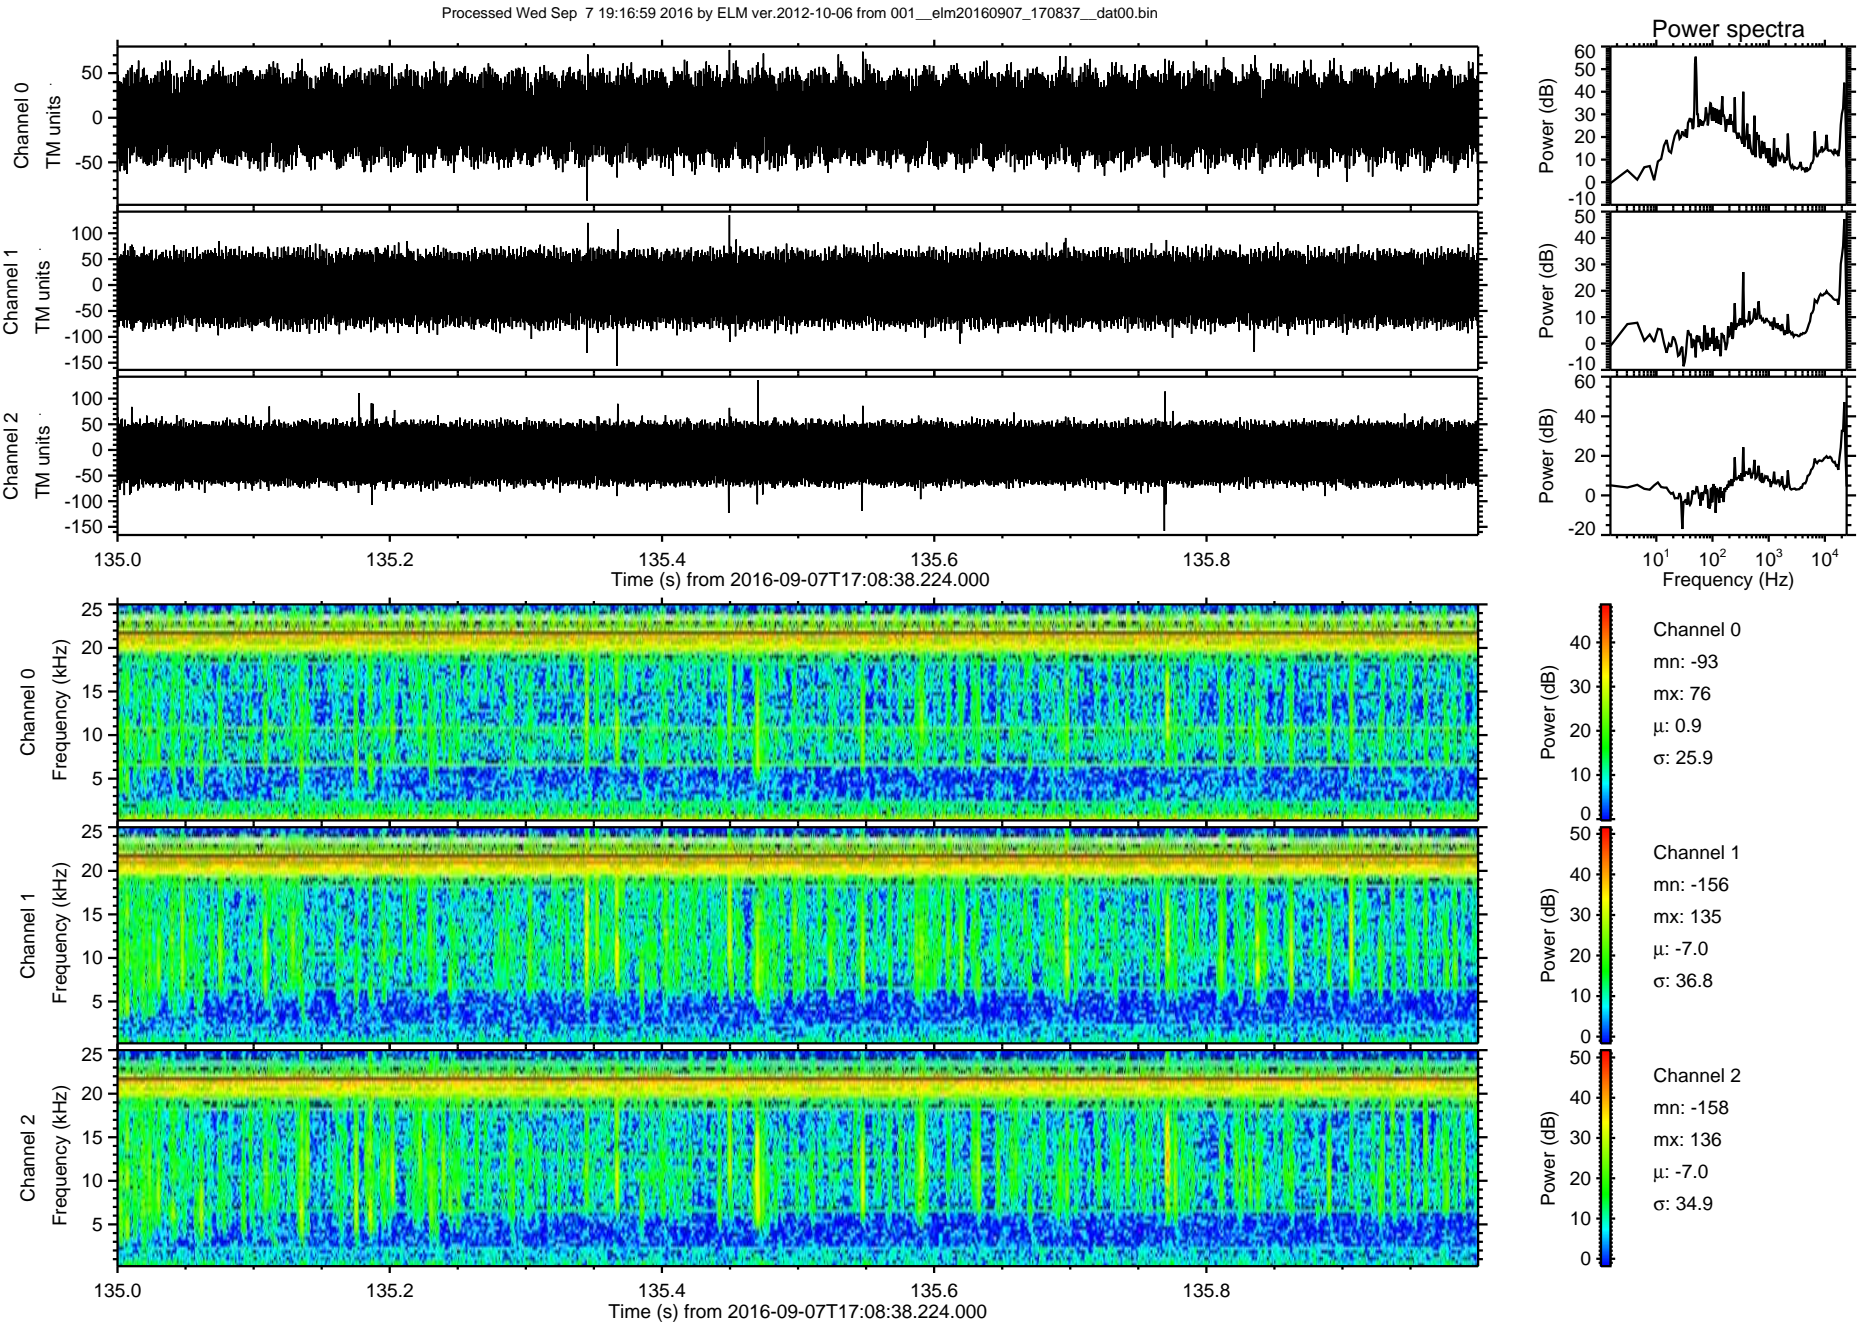 Processed Wed Sep  7 19:16:59 2016 by ELM ver.2012-10-06 from 001__elm20160907_170837__dat00.bin
Power spectra
Channel 0
TM units
50
0
-50
Power (dB)
60
50
40
30
20
10
0
-10
Channel 1
TM units
100
50
0
-50
-100
-150
Power (dB)
50
40
30
20
10
0
-10
Channel 2
TM units
100
50
0
-50
-100
-150
Power (dB)
60
40
20
0
-20
135.0 135.2 135.4 135.6 135.8
Time (s) from 2016-09-07T17:08:38.224.000
10¹ 10² 10³ 10⁴
Frequency (Hz)
Channel 0
Frequency (kHz)
25
20
15
10
5
Power (dB)
40
30
20
10
0
Channel 0
mn: -93
mx: 76
μ: 0.9
σ: 25.9
Channel 1
Frequency (kHz)
25
20
15
10
5
Power (dB)
50
40
30
20
10
0
Channel 1
mn: -156
mx: 135
μ: -7.0
σ: 36.8
Channel 2
Frequency (kHz)
25
20
15
10
5
Power (dB)
50
40
30
20
10
0
Channel 2
mn: -158
mx: 136
μ: -7.0
σ: 34.9
135.0 135.2 135.4 135.6 135.8
Time (s) from 2016-09-07T17:08:38.224.000